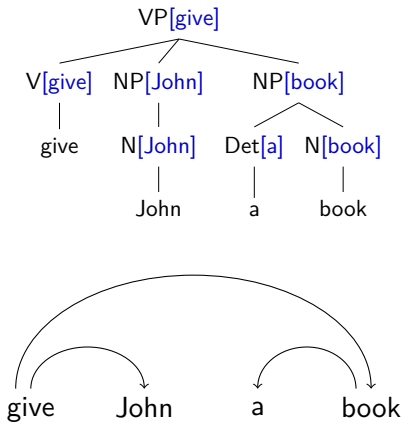 VP[give]
V[give] NP[John] NP[book]
give N[John] Det[a] N[book]
John a book
give John a book